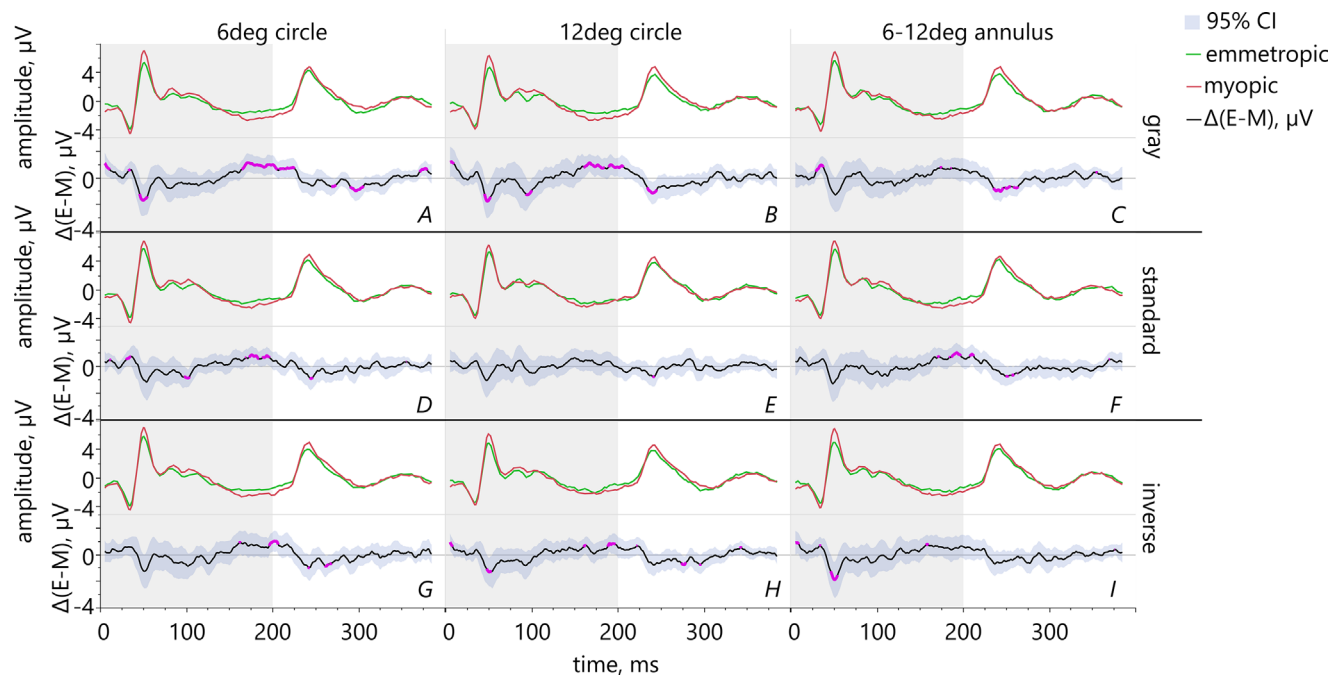 6deg circle 12deg circle 6-12deg annulus
95% CI
emmetropic
myopic
Δ(E-M), µV
amplitude, µV
4
0
-4
gray
Δ(E-M), µV
0
-4
A B C
amplitude, µV
4
0
-4
standard
Δ(E-M), µV
0
-4
D E F
amplitude, µV
4
0
-4
inverse
Δ(E-M), µV
0
-4
G H I
0 100 200 300 0 100 200 300 0 100 200 300
time, ms